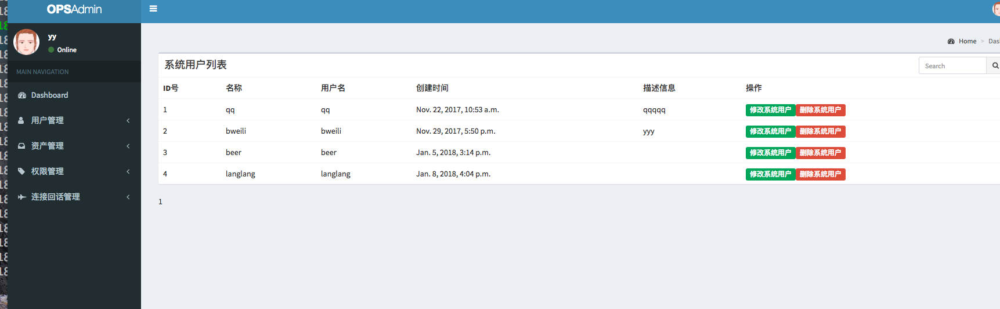 OPSAdmin
yy
Online
MAIN NAVIGATION
Dashboard
用户管理
资产管理
权限管理
连接回话管理
Home > Das
系统用户列表
Search
ID号 名称 用户名 创建时间 描述信息 操作
1 qq qq Nov. 22, 2017, 10:53 a.m. qqqqq 修改系统用户 删除系统用户
2 bweili bweili Nov. 29, 2017, 5:50 p.m. yyy 修改系统用户 删除系统用户
3 beer beer Jan. 5, 2018, 3:14 p.m. 修改系统用户 删除系统用户
4 langlang langlang Jan. 8, 2018, 4:04 p.m. 修改系统用户 删除系统用户
1